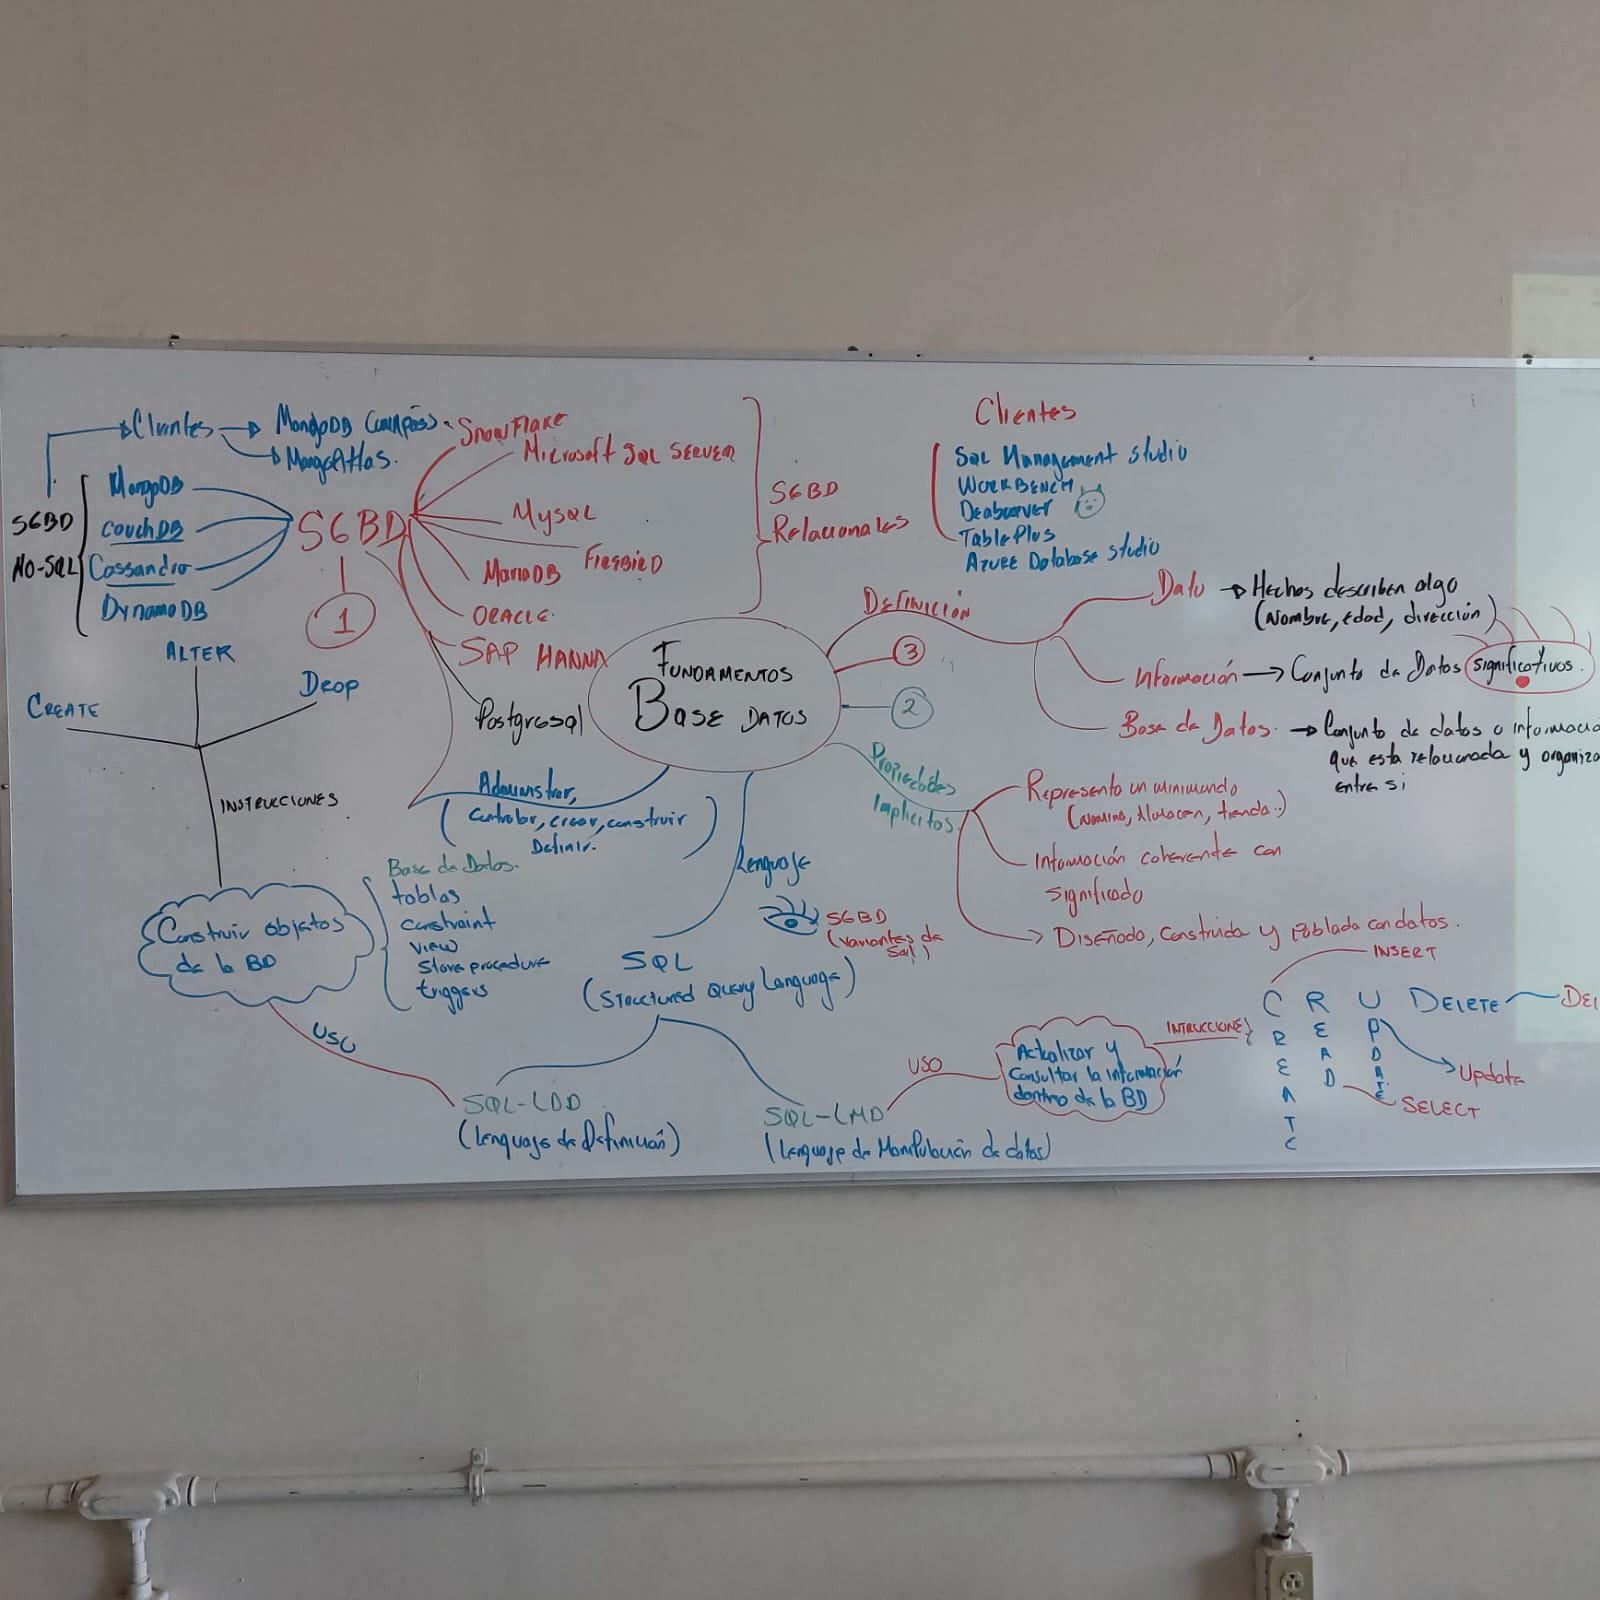 Clientes
MongoDB Compass
MongoAtlas.
SGBD
NO-SQL
MongoDB
CouchDB
Cassandra
DynamoDB
SGBD
1
SNOWFLAKE
Microsoft SQL SERVER
Mysql
FIREBIRD
MariaDB
ORACLE.
SAP HANNA
Postgresql
SGBD
Relacionales
Clientes
Sql Management studio
WORKBENCH
Deabeaver
TablePlus
AZURE Database studio
FUNDAMENTOS
BASE DATOS
DEFINICIÓN
3
2
Dato → Hechos describen algo
(Nombre, edad, dirección)
Información → Conjunto de Datos significativos.
Base de Datos. → Conjunto de datos o informacio
que esta relacionada y organiza
entre si
Propiedades
Implicitos.
Representa un minimundo
(Nomina, Almacen, tienda..)
Información coherente con
significado
Diseñado, Construida y Poblada con datos.
ALTER
CREATE
DROP
INSTRUCCIONES
Construir objetos
de la BD
Administrar,
(Controlar, crear, construir
Definir.)
Base de Datos.
tablas
constraint
view
Store procedure
triggers
Lenguaje
SGBD
(variantes de
Sql)
SQL
(STRUCTURED QUERY Language)
USO
SQL-LDD
(Lenguaje de Definición)
SQL-LMD
(Lenguaje de Manipulación de datos)
USO
Actualizar y
Consultar la información
dentro de la BD
INTRUCCIONES
INSERT
CREATE
READ
UPDATE
DELETE
DEL
Update
SELECT